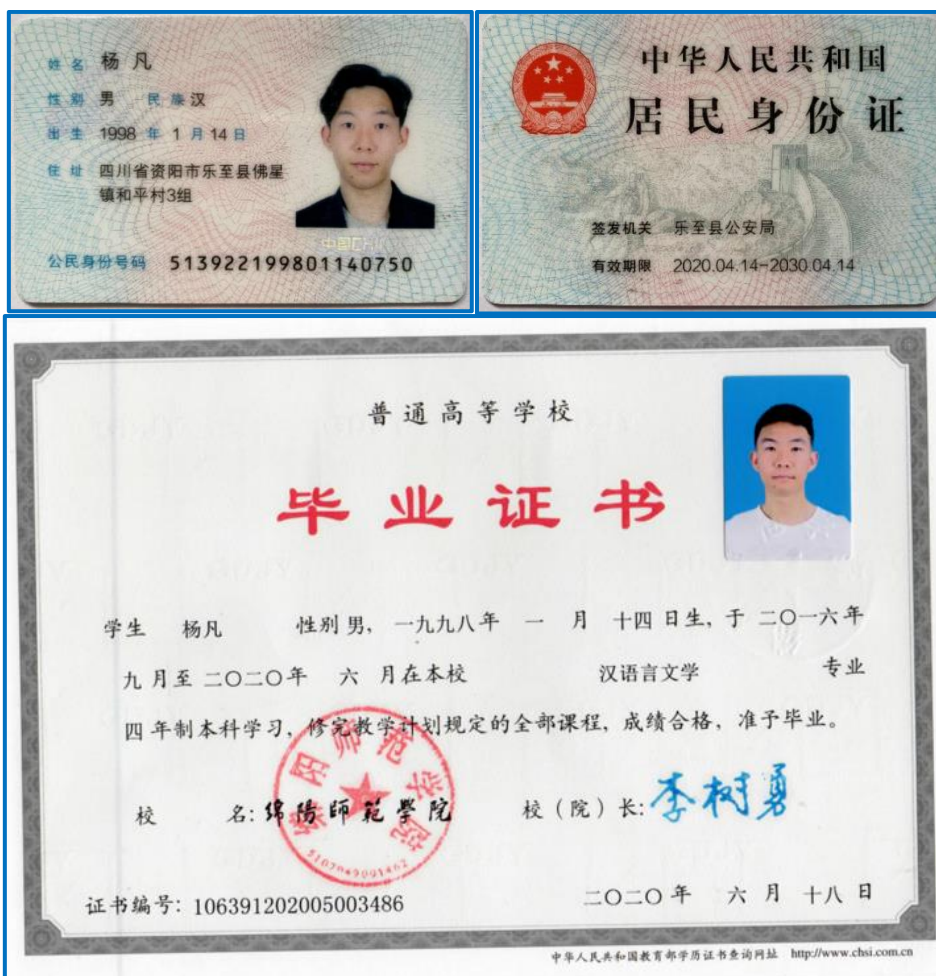 姓名 杨凡
性别 男 民族 汉
出生 1998 年 1 月 14 日
住址 四川省资阳市乐至县佛星
镇和平村3组
公民身份号码 513922199801140750
中华人民共和国
居民身份证
签发机关 乐至县公安局
有效期限 2020.04.14-2030.04.14
普通高等学校
毕业证书
学生 杨凡 性别 男, 一九九八年 一 月 十四 日生, 于 二〇一六年
九 月至 二〇二〇年 六 月在本校 汉语言文学 专业
四 年制本科学习, 修完教学计划规定的全部课程, 成绩合格, 准予毕业。
校 名: 绵陽師範學院 校（院）长: 李树勇
绵阳师范学院
证书编号: 106391202005003486 二〇二〇年 六 月 十八 日
中华人民共和国教育部学历证书查询网址 http://www.chsi.com.cn